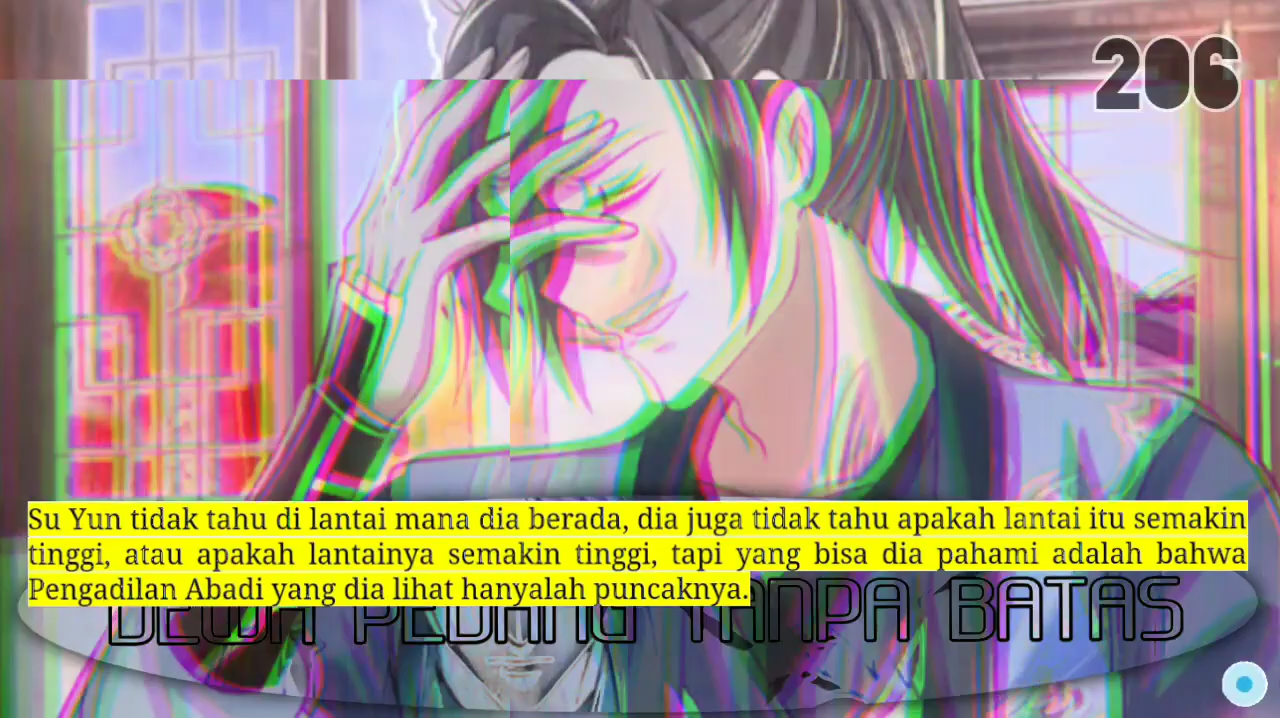 206
Su Yun tidak tahu di lantai mana dia berada, dia juga tidak tahu apakah lantai itu semakin
tinggi, atau apakah lantainya semakin tinggi, tapi yang bisa dia pahami adalah bahwa
Pengadilan Abadi yang dia lihat hanyalah puncaknya.
DEWA PEDANG TANPA BATAS